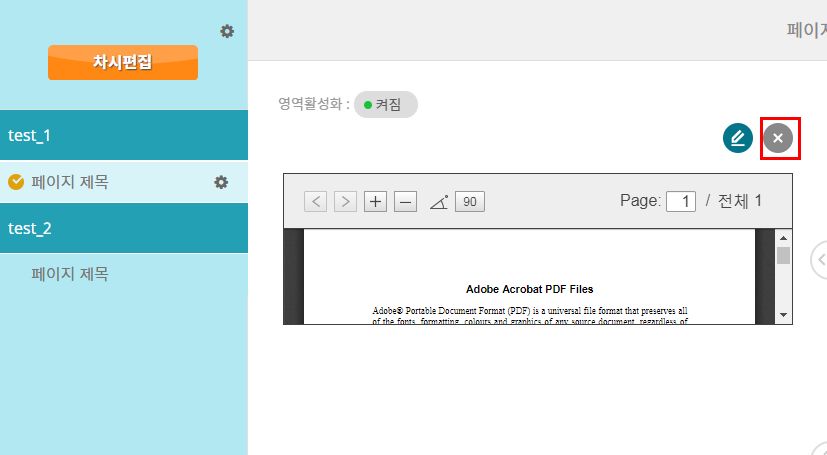 페이지
차시편집
영역활성화 : 켜짐
test_1
페이지 제목
90 Page: 1 / 전체 1
test_2
페이지 제목
Adobe Acrobat PDF Files
Adobe® Portable Document Format (PDF) is a universal file format that preserves all
of the fonts, formatting, colours and graphics of any source document, regardless of